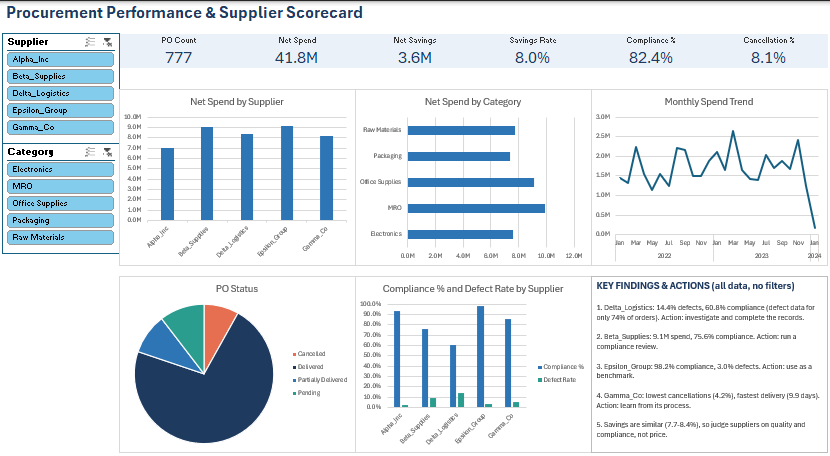 Procurement Performance & Supplier Scorecard
Supplier
Alpha_Inc
Beta_Supplies
Delta_Logistics
Epsilon_Group
Gamma_Co
Category
Electronics
MRO
Office Supplies
Packaging
Raw Materials
PO Count Net Spend Net Savings Savings Rate Compliance % Cancellation %
777 41.8M 3.6M 8.0% 82.4% 8.1%
Net Spend by Supplier
10.0M
9.0M
8.0M
7.0M
6.0M
5.0M
4.0M
3.0M
2.0M
1.0M
0.0M
Alpha_Inc Beta_Supplies Delta_Logistics Epsilon_Group Gamma_Co
Net Spend by Category
Raw Materials
Packaging
Office Supplies
MRO
Electronics
0.0M 2.0M 4.0M 6.0M 8.0M 10.0M 12.0M
Monthly Spend Trend
3.0M
2.5M
2.0M
1.5M
1.0M
0.5M
0.0M
Jan Mar May Jul Sep Nov Jan Mar May Jul Sep Nov Jan
2022 2023 2024
PO Status
Cancelled
Delivered
Partially Delivered
Pending
Compliance % and Defect Rate by Supplier
100.0%
90.0%
80.0%
70.0%
60.0%
50.0%
40.0%
30.0%
20.0%
10.0%
0.0%
Alpha_Inc Beta_Supplies Delta_Logistics Epsilon_Group Gamma_Co
Compliance %
Defect Rate
KEY FINDINGS & ACTIONS (all data, no filters)
1. Delta_Logistics: 14.4% defects, 60.8% compliance (defect data for
only 74% of orders). Action: investigate and complete the records.
2. Beta_Supplies: 9.1M spend, 75.6% compliance. Action: run a
compliance review.
3. Epsilon_Group: 98.2% compliance, 3.0% defects. Action: use as a
benchmark.
4. Gamma_Co: lowest cancellations (4.2%), fastest delivery (9.9 days).
Action: learn from its process.
5. Savings are similar (7.7-8.4%), so judge suppliers on quality and
compliance, not price.